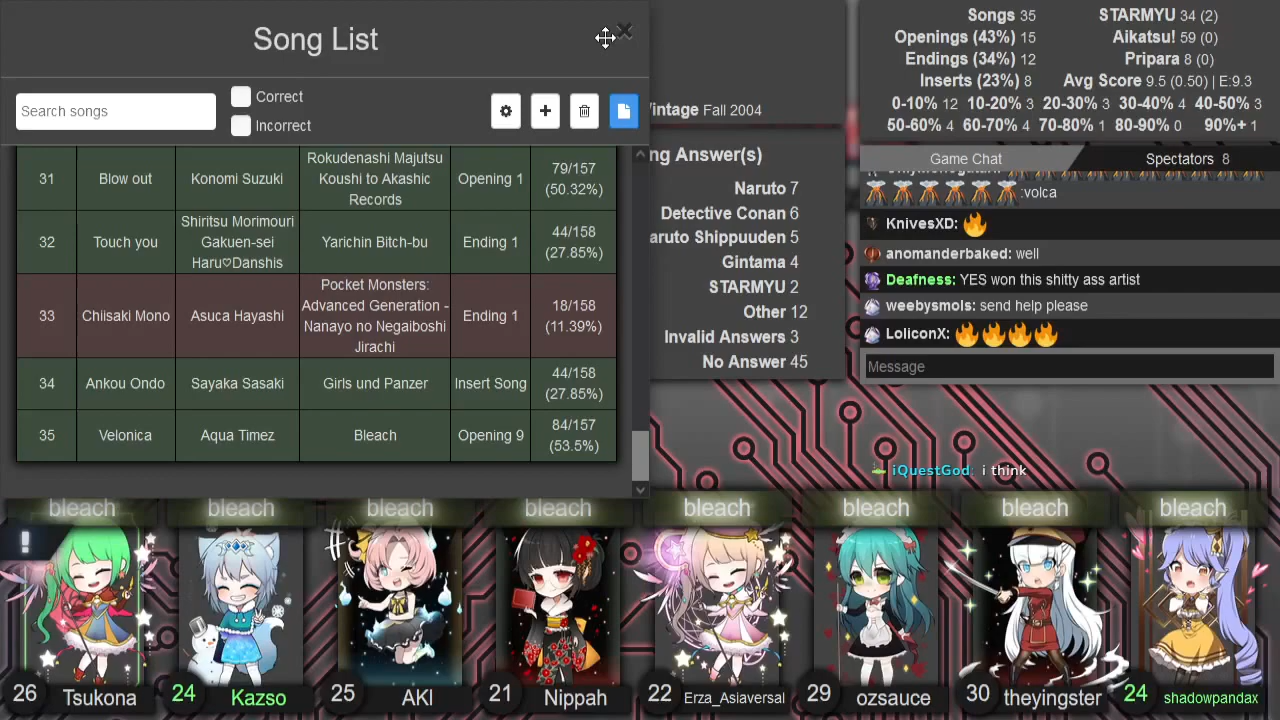 Song List
Search songs
Correct
Incorrect
31 Blow out Konomi Suzuki Rokudenashi Majutsu Koushi to Akashic Records Opening 1 79/157 (50.32%)
32 Touch you Shiritsu Morimouri Gakuen-sei Haru♡Danshis Yarichin Bitch-bu Ending 1 44/158 (27.85%)
33 Chiisaki Mono Asuca Hayashi Pocket Monsters: Advanced Generation - Nanayo no Negaiboshi Jirachi Ending 1 18/158 (11.39%)
34 Ankou Ondo Sayaka Sasaki Girls und Panzer Insert Song 44/158 (27.85%)
35 Velonica Aqua Timez Bleach Opening 9 84/157 (53.5%)
Vintage Fall 2004
ng Answer(s)
Naruto 7
Detective Conan 6
aruto Shippuuden 5
Gintama 4
STARMYU 2
Other 12
Invalid Answers 3
No Answer 45
Songs 35 STARMYU 34 (2)
Openings (43%) 15 Aikatsu! 59 (0)
Endings (34%) 12 Pripara 8 (0)
Inserts (23%) 8 Avg Score 9.5 (0.50) | E:9.3
0-10% 12 10-20% 3 20-30% 3 30-40% 4 40-50% 3
50-60% 4 60-70% 4 70-80% 1 80-90% 0 90%+ 1
Game Chat Spectators 8
:volca
KnivesXD: 🔥
anomanderbaked: well
Deafness: YES won this shitty ass artist
weebysmols: send help please
LoliconX: 🔥🔥🔥🔥
Message
iQuestGod: i think
bleach bleach bleach bleach bleach bleach bleach bleach
26 Tsukona 24 Kazso 25 AKI 21 Nippah 22 Erza_Asiaversal 29 ozsauce 30 theyingster 24 shadowpandax